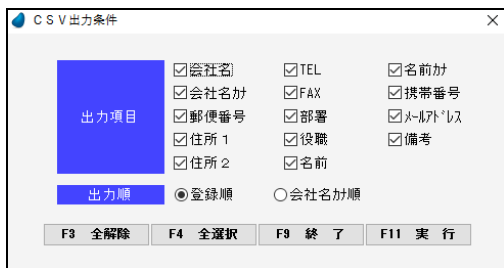 CSV出力条件
会社名 TEL 名前ｶﾅ
会社名ｶﾅ FAX 携帯番号
出力項目 郵便番号 部署 ﾒｰﾙｱﾄﾞﾚｽ
住所1 役職 備考
住所2 名前
出力順 登録順 会社名ｶﾅ順
F3 全解除 F4 全選択 F9 終 了 F11 実 行